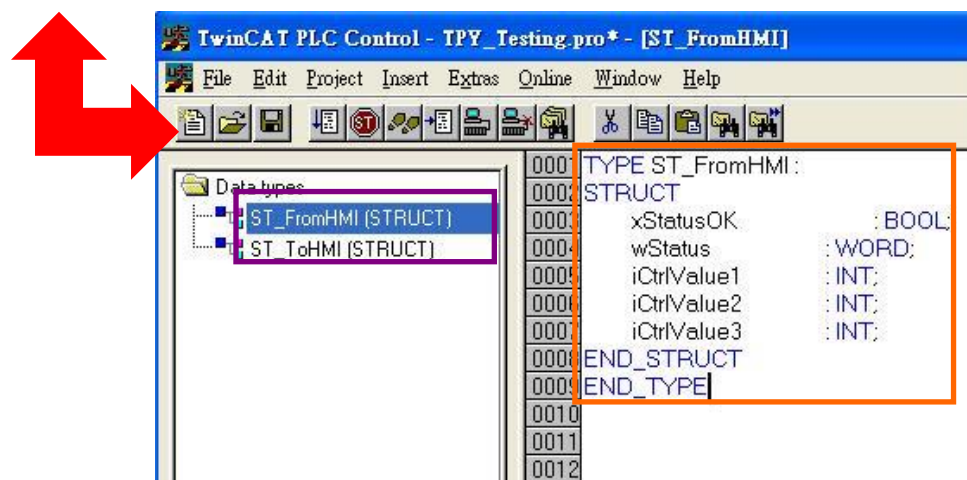 TwinCAT PLC Control - TPY_Testing.pro* - [ST_FromHMI]
File Edit Project Insert Extras Online Window Help
ST
Data types
ST_FromHMI (STRUCT)
ST_ToHMI (STRUCT)
0001 TYPE ST_FromHMI :
0002 STRUCT
0003 xStatusOK : BOOL;
0004 wStatus : WORD;
0005 iCtrlValue1 : INT;
0006 iCtrlValue2 : INT;
0007 iCtrlValue3 : INT;
0008 END_STRUCT
0009 END_TYPE
0010
0011
0012